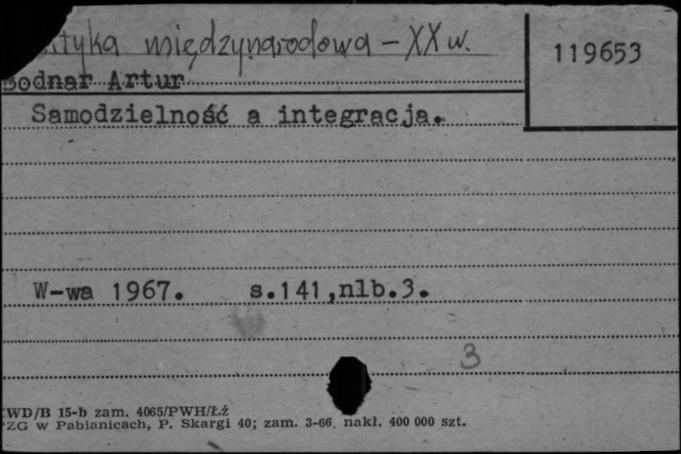 ityka międzynarodowa – XX w.
119653
Bodnar Artur
Samodzielność a integracja.
W-wa 1967. s.141,nlb.3.
3
WD/B 15-b zam. 4065/PWH/Łź
ZG w Pabianicach, P. Skargi 40; zam. 3-66. nakł. 400 000 szt.